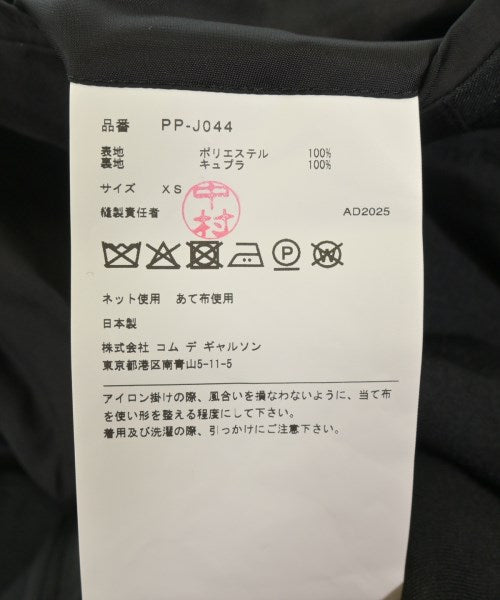 品番 PP-J044
表地 ポリエステル 100%
裏地 キュプラ 100%
サイズ XS
中村
縫製責任者 AD2025
W
ネット使用 あて布使用
日本製
株式会社 コム デ ギャルソン
東京都港区南青山5-11-5
アイロン掛けの際、風合いを損なわないように、当て布
を使い形を整える程度にして下さい。
着用及び洗濯の際、引っかけにご注意下さい。